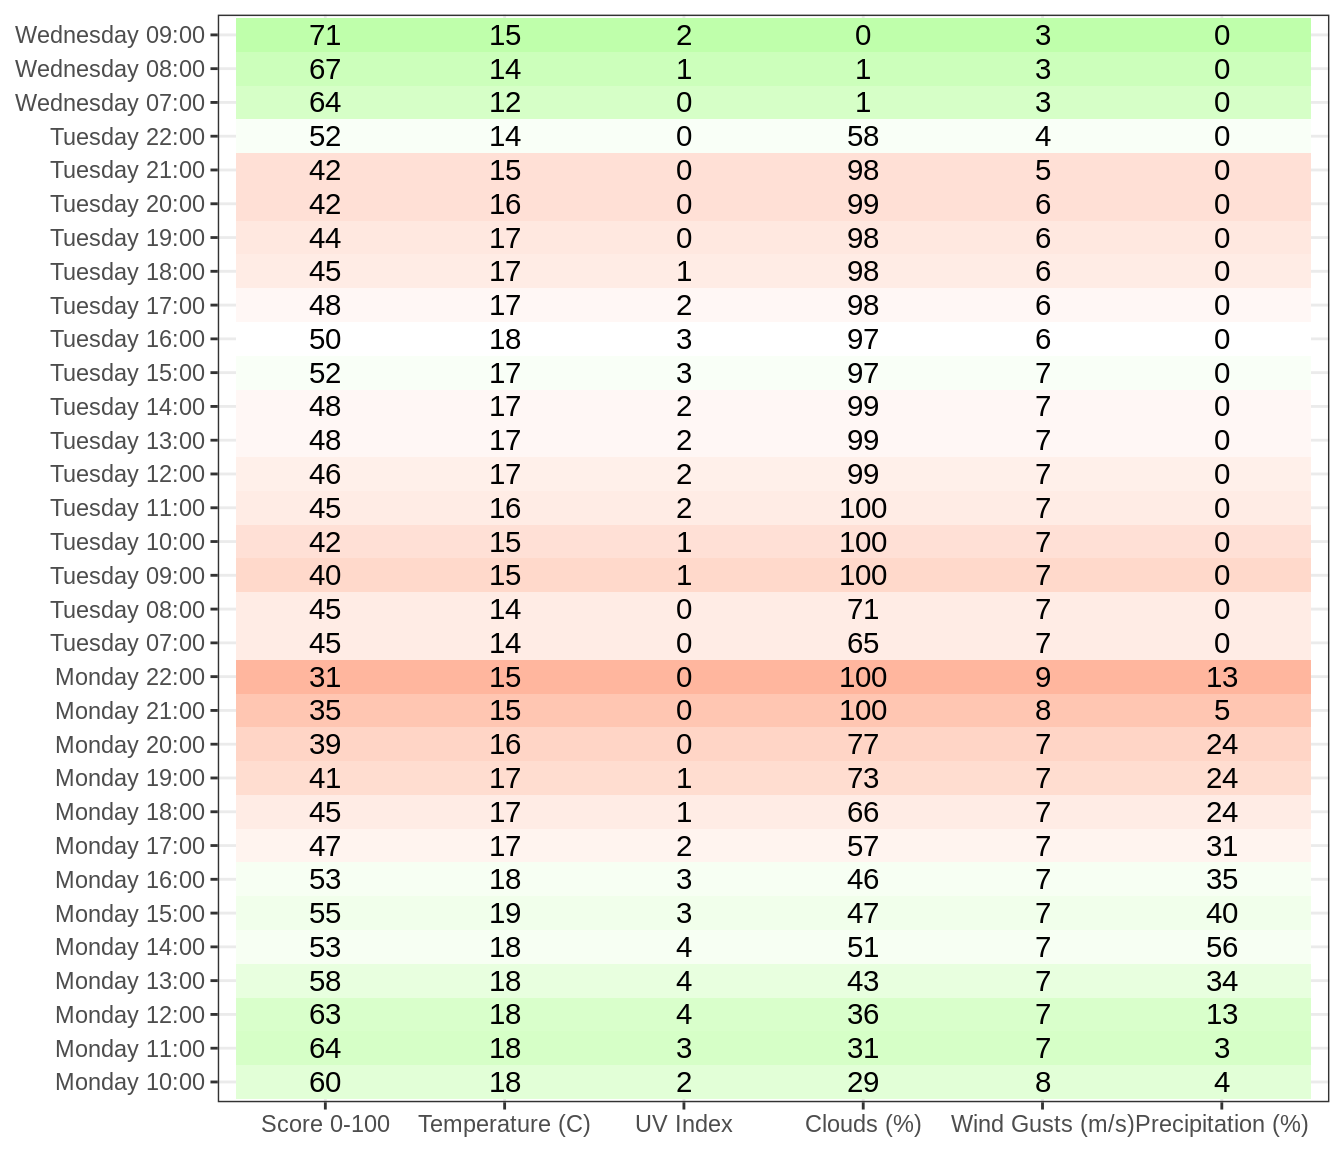 Wednesday 09:00 71 15 2 0 3 0
Wednesday 08:00 67 14 1 1 3 0
Wednesday 07:00 64 12 0 1 3 0
Tuesday 22:00 52 14 0 58 4 0
Tuesday 21:00 42 15 0 98 5 0
Tuesday 20:00 42 16 0 99 6 0
Tuesday 19:00 44 17 0 98 6 0
Tuesday 18:00 45 17 1 98 6 0
Tuesday 17:00 48 17 2 98 6 0
Tuesday 16:00 50 18 3 97 6 0
Tuesday 15:00 52 17 3 97 7 0
Tuesday 14:00 48 17 2 99 7 0
Tuesday 13:00 48 17 2 99 7 0
Tuesday 12:00 46 17 2 99 7 0
Tuesday 11:00 45 16 2 100 7 0
Tuesday 10:00 42 15 1 100 7 0
Tuesday 09:00 40 15 1 100 7 0
Tuesday 08:00 45 14 0 71 7 0
Tuesday 07:00 45 14 0 65 7 0
Monday 22:00 31 15 0 100 9 13
Monday 21:00 35 15 0 100 8 5
Monday 20:00 39 16 0 77 7 24
Monday 19:00 41 17 1 73 7 24
Monday 18:00 45 17 1 66 7 24
Monday 17:00 47 17 2 57 7 31
Monday 16:00 53 18 3 46 7 35
Monday 15:00 55 19 3 47 7 40
Monday 14:00 53 18 4 51 7 56
Monday 13:00 58 18 4 43 7 34
Monday 12:00 63 18 4 36 7 13
Monday 11:00 64 18 3 31 7 3
Monday 10:00 60 18 2 29 8 4
Score 0-100 Temperature (C) UV Index Clouds (%) Wind Gusts (m/s) Precipitation (%)